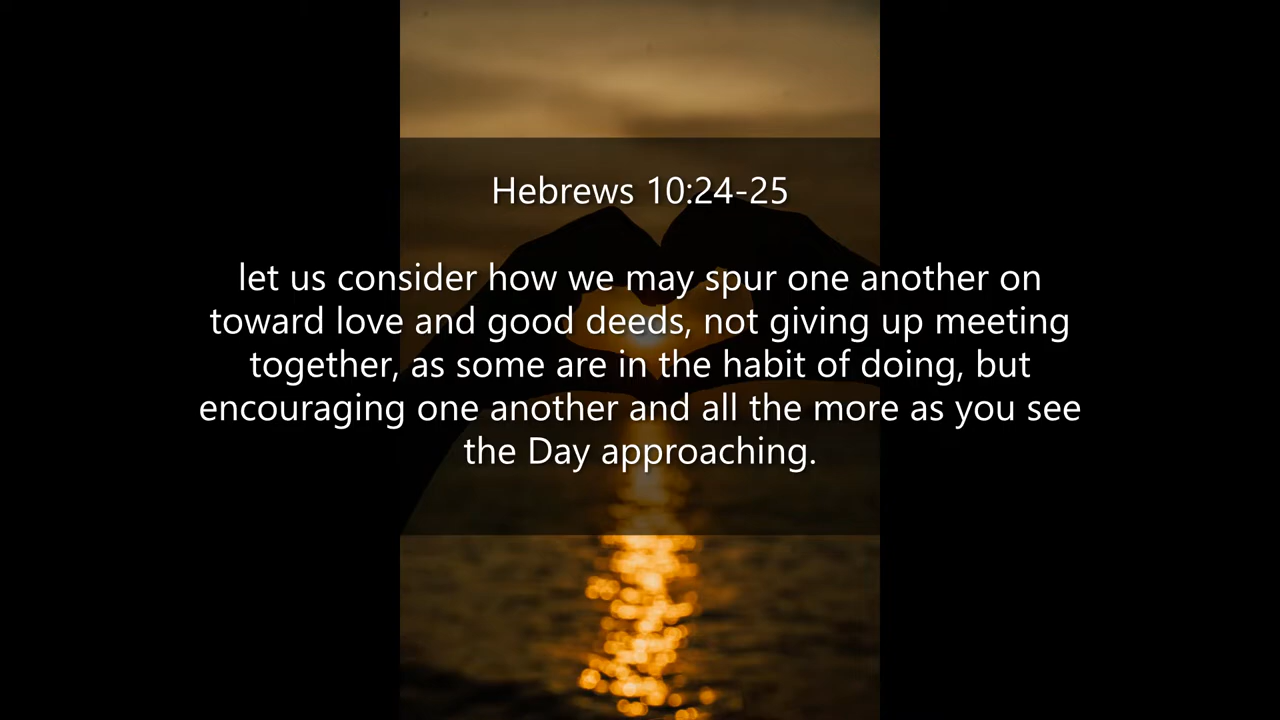 Hebrews 10:24-25
let us consider how we may spur one another on
toward love and good deeds, not giving up meeting
together, as some are in the habit of doing, but
encouraging one another and all the more as you see
the Day approaching.